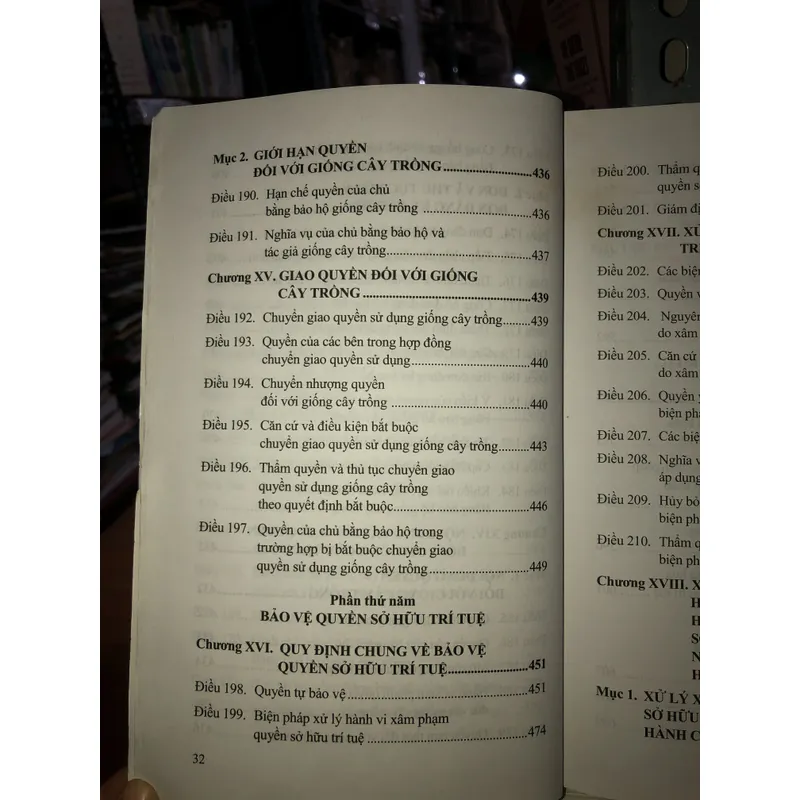 Mục 2. GIỚI HẠN QUYỀN
ĐỐI VỚI GIỐNG CÂY TRỒNG ..... 436
Điều 190. Hạn chế quyền của chủ
bằng bảo hộ giống cây trồng ..... 436
Điều 191. Nghĩa vụ của chủ bằng bảo hộ và
tác giả giống cây trồng..... 437
Chương XV. GIAO QUYỀN ĐỐI VỚI GIỐNG
CÂY TRỒNG ..... 439
Điều 192. Chuyển giao quyền sử dụng giống cây trồng ..... 439
Điều 193. Quyền của các bên trong hợp đồng
chuyển giao quyền sử dụng ..... 440
Điều 194. Chuyển nhượng quyền
đối với giống cây trồng ..... 440
Điều 195. Căn cứ và điều kiện bắt buộc
chuyển giao quyền sử dụng giống cây trồng ..... 443
Điều 196. Thẩm quyền và thủ tục chuyển giao
quyền sử dụng giống cây trồng
theo quyết định bắt buộc ..... 446
Điều 197. Quyền của chủ bằng bảo hộ trong
trường hợp bị bắt buộc chuyển giao
quyền sử dụng giống cây trồng ..... 449
Phần thứ năm
BẢO VỆ QUYỀN SỞ HỮU TRÍ TUỆ
Chương XVI. QUY ĐỊNH CHUNG VỀ BẢO VỆ
QUYỀN SỞ HỮU TRÍ TUỆ ..... 451
Điều 198. Quyền tự bảo vệ ..... 451
Điều 199. Biện pháp xử lý hành vi xâm phạm
quyền sở hữu trí tuệ ..... 474
32
Điều 200. Thẩm q
quyền s
Điều 201. Giám đị
Chương XVII. XỬ
TR
Điều 202. Các biện
Điều 203. Quyền v
Điều 204. Nguyên
do xâm
Điều 205. Căn cứ
do xâm
Điều 206. Quyền y
biện ph
Điều 207. Các biện
Điều 208. Nghĩa v
áp dụng
Điều 209. Hủy bỏ
biện ph
Điều 210. Thẩm q
biện ph
Chương XVIII. X
H
H
S
N
H
Mục 1. XỬ LÝ X
SỞ HỮU
HÀNH C